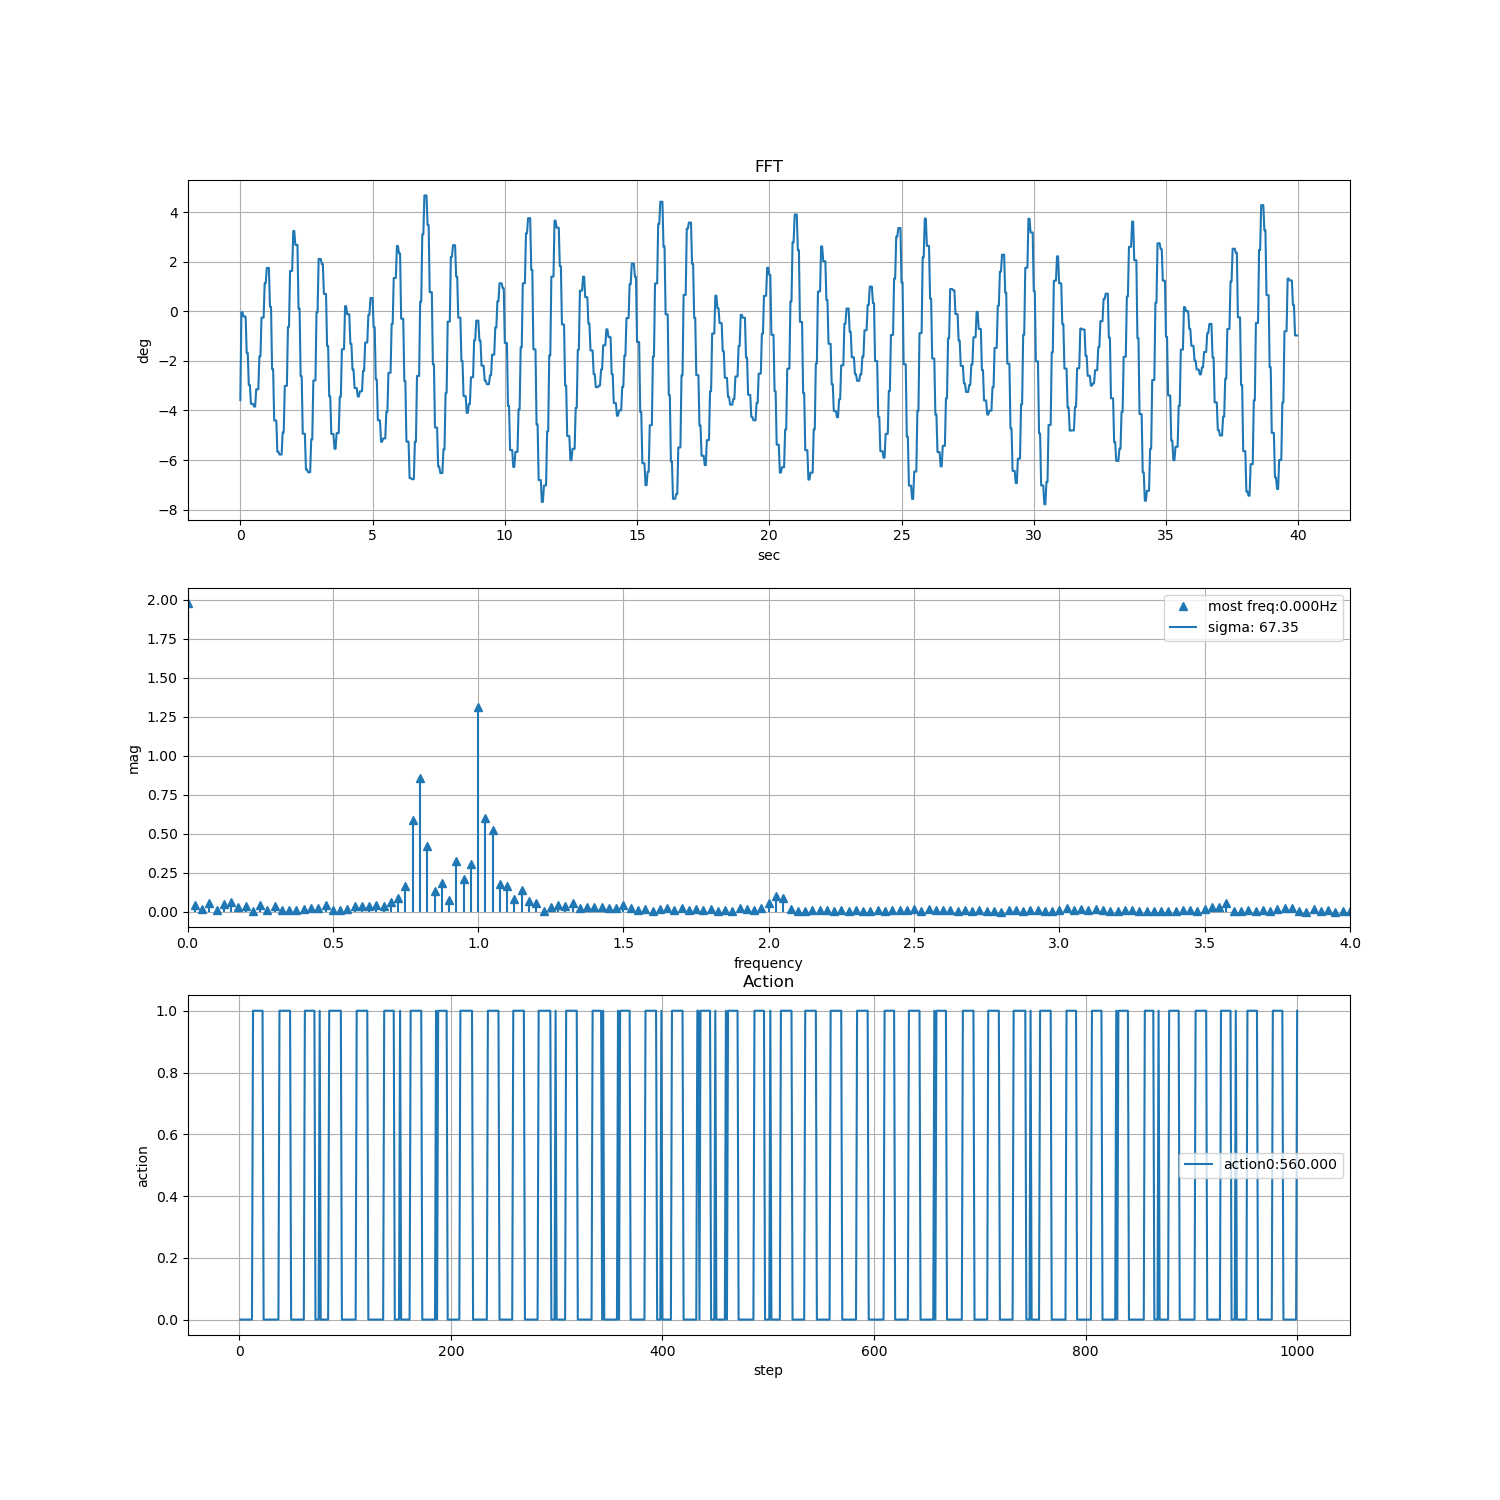 FFT
4
2
0
−2
−4
−6
−8
deg
0 5 10 15 20 25 30 35 40
sec
2.00
1.75
1.50
1.25
1.00
0.75
0.50
0.25
0.00
mag
most freq:0.000Hz
sigma: 67.35
0.0 0.5 1.0 1.5 2.0 2.5 3.0 3.5 4.0
frequency
Action
1.0
0.8
0.6
0.4
0.2
0.0
action
action0:560.000
0 200 400 600 800 1000
step